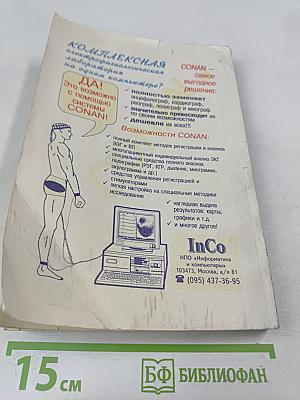 КОМПЛЕКСНАЯ
электрофизиологическая
лаборатория
на одном компьютере?
ДА!
Это возможно
с помощью
системы
CONAN!
CONAN –
самое
выгодное
решение:
✓ полностью заменяет
энцефалограф, кардиограф,
реограф, полиграф и миограф
✓ значительно превосходит их
по своим возможностям
✓ дешевле их всех!!!
Возможности CONAN:
✓ полный комплект методов регистрации и анализа
ЭЭГ и ВП
✓ многопациентный индивидуальный анализ ЭКГ
✓ специальные средства полного анализа
полиграфии (РЭГ, КГР, дыхание, миограмма,
окулограмма и др.)
✓ средства управления регистрацией и
стимуляторами
✓ легкая настройка на специальные методики
исследования
✓ наглядная выдача
результатов: карты,
графики и т.д.
✓ и многое другое!
InCo
НПО «Информатика
и компьютеры»
103473, Москва, а/я 81
☎ (095) 437-36-95
15 см
БФ БИБЛИОФАН